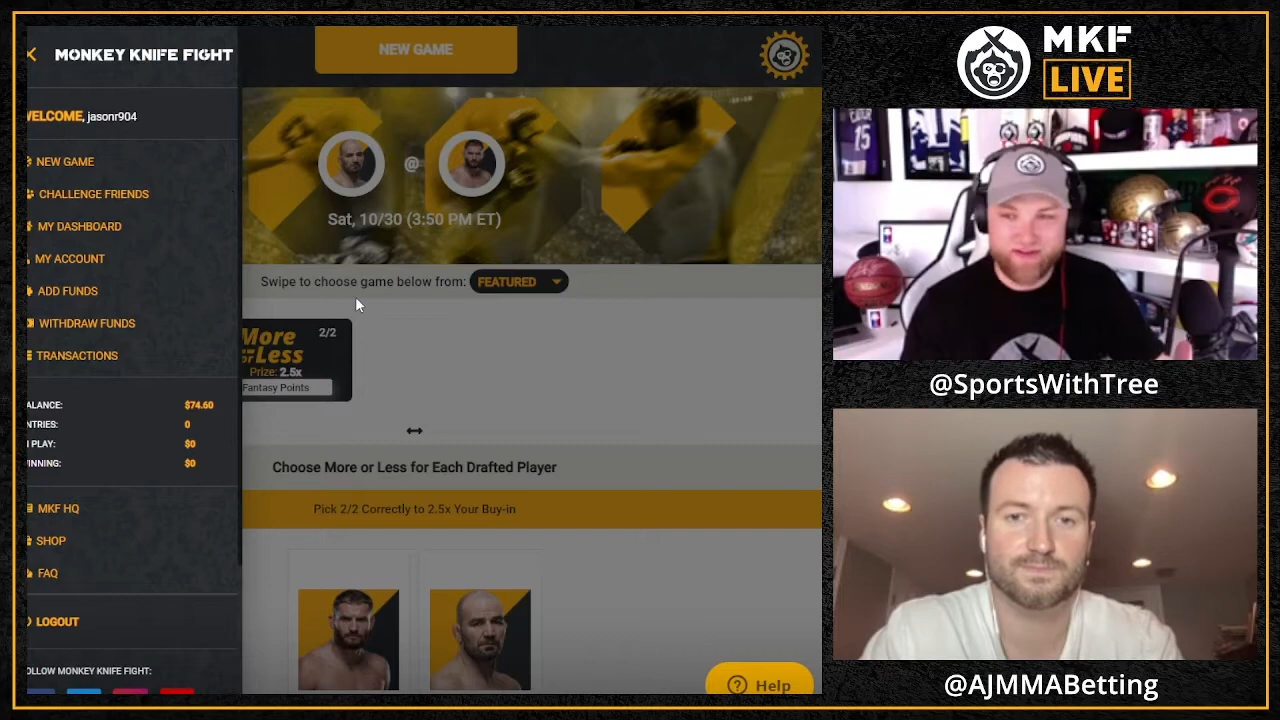 MONKEY KNIFE FIGHT
WELCOME, jasonr904
NEW GAME
CHALLENGE FRIENDS
MY DASHBOARD
MY ACCOUNT
ADD FUNDS
WITHDRAW FUNDS
TRANSACTIONS
ALANCE: $74.60
NTRIES: 0
I PLAY: $0
INNING: $0
MKF HQ
SHOP
FAQ
LOGOUT
OLLOW MONKEY KNIFE FIGHT:
NEW GAME
@
Sat, 10/30 (3:50 PM ET)
Swipe to choose game below from: FEATURED
More 2/2
OR Less
Prize: 2.5x
Fantasy Points
Choose More or Less for Each Drafted Player
Pick 2/2 Correctly to 2.5x Your Buy-in
? Help
MKF
LIVE
15
@SportsWithTree
@AJMMABetting